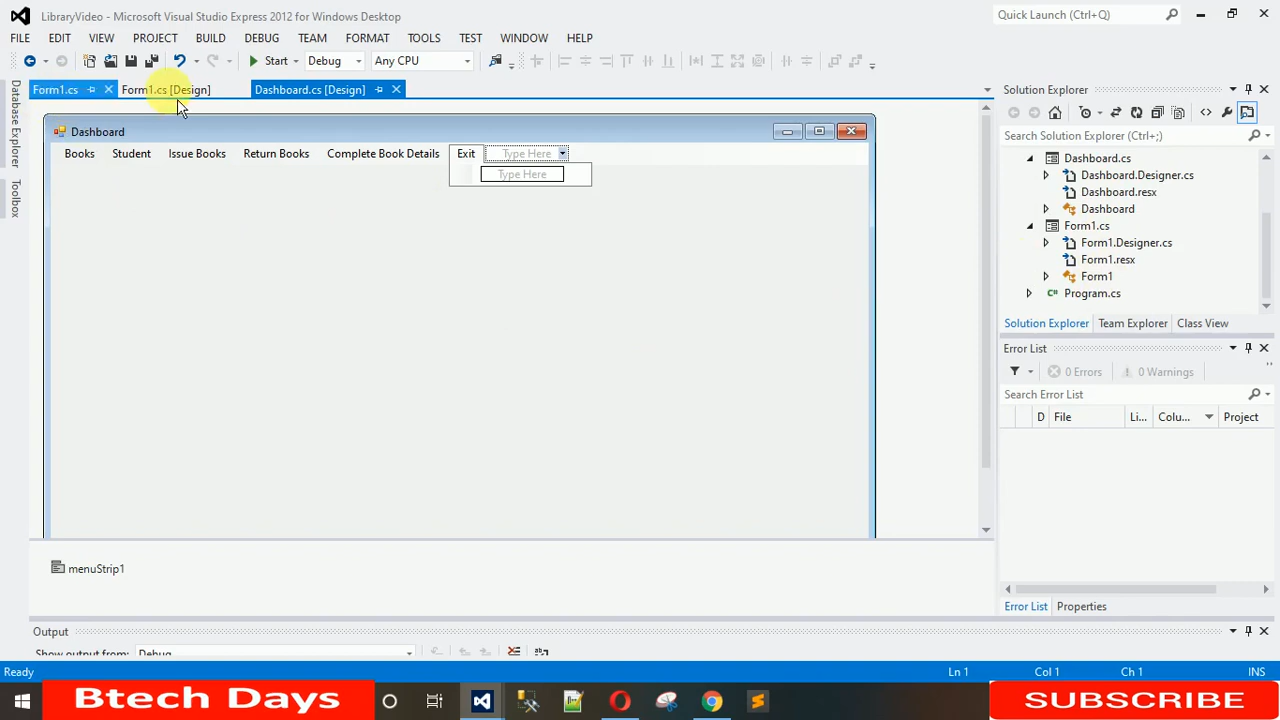 LibraryVideo - Microsoft Visual Studio Express 2012 for Windows Desktop
Quick Launch (Ctrl+Q)
FILE EDIT VIEW PROJECT BUILD DEBUG TEAM FORMAT TOOLS TEST WINDOW HELP
Start Debug Any CPU
Form1.cs Form1.cs [Design] Dashboard.cs [Design]
Database Explorer
Toolbox
Dashboard
Books Student Issue Books Return Books Complete Book Details Exit Type Here
Type Here
menuStrip1
Solution Explorer
Search Solution Explorer
Dashboard.cs
Dashboard.Designer.cs
Dashboard.resx
Dashboard
Form1.cs
Form1.Designer.cs
Form1.resx
Form1
Program.cs
Solution Explorer Team Explorer Class View
Error List
0 Errors 0 Warnings
Search Error List
D File Li... Colu... Project
Error List Properties
Output
Show output from: Debug
Ready Ln 1 Col 1 Ch 1 INS
Btech Days
SUBSCRIBE